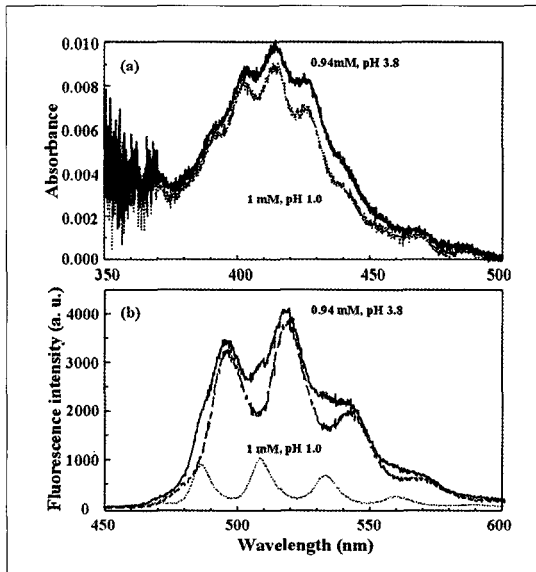 0.010
(a)
0.94mM, pH 3.8
0.008
0.006
0.004
1 mM, pH 1.0
0.002
0.000
Absorbance
350
400
450
500
(b)
0.94 mM, pH 3.8
4000
3000
2000
1 mM, pH 1.0
1000
0
Fluorescence intensity (a. u.)
450
500
550
600
Wavelength (nm)